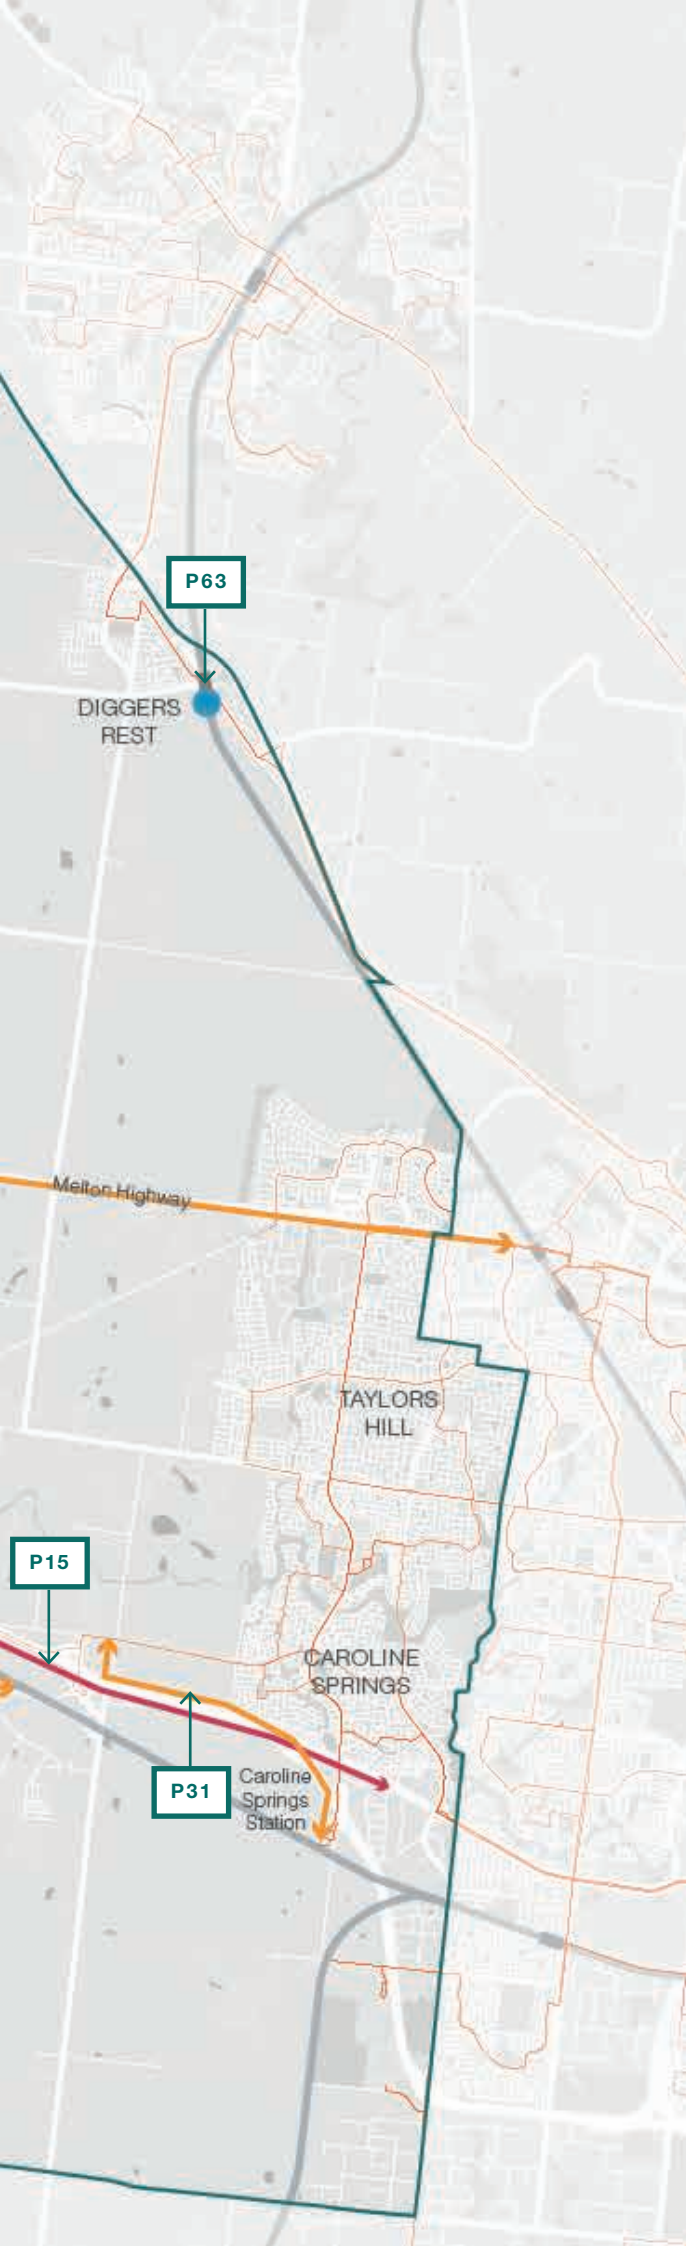 P63
DIGGERS
REST
Melton Highway
TAYLORS
HILL
P15
CAROLINE
SPRINGS
P31
Caroline
Springs
Station